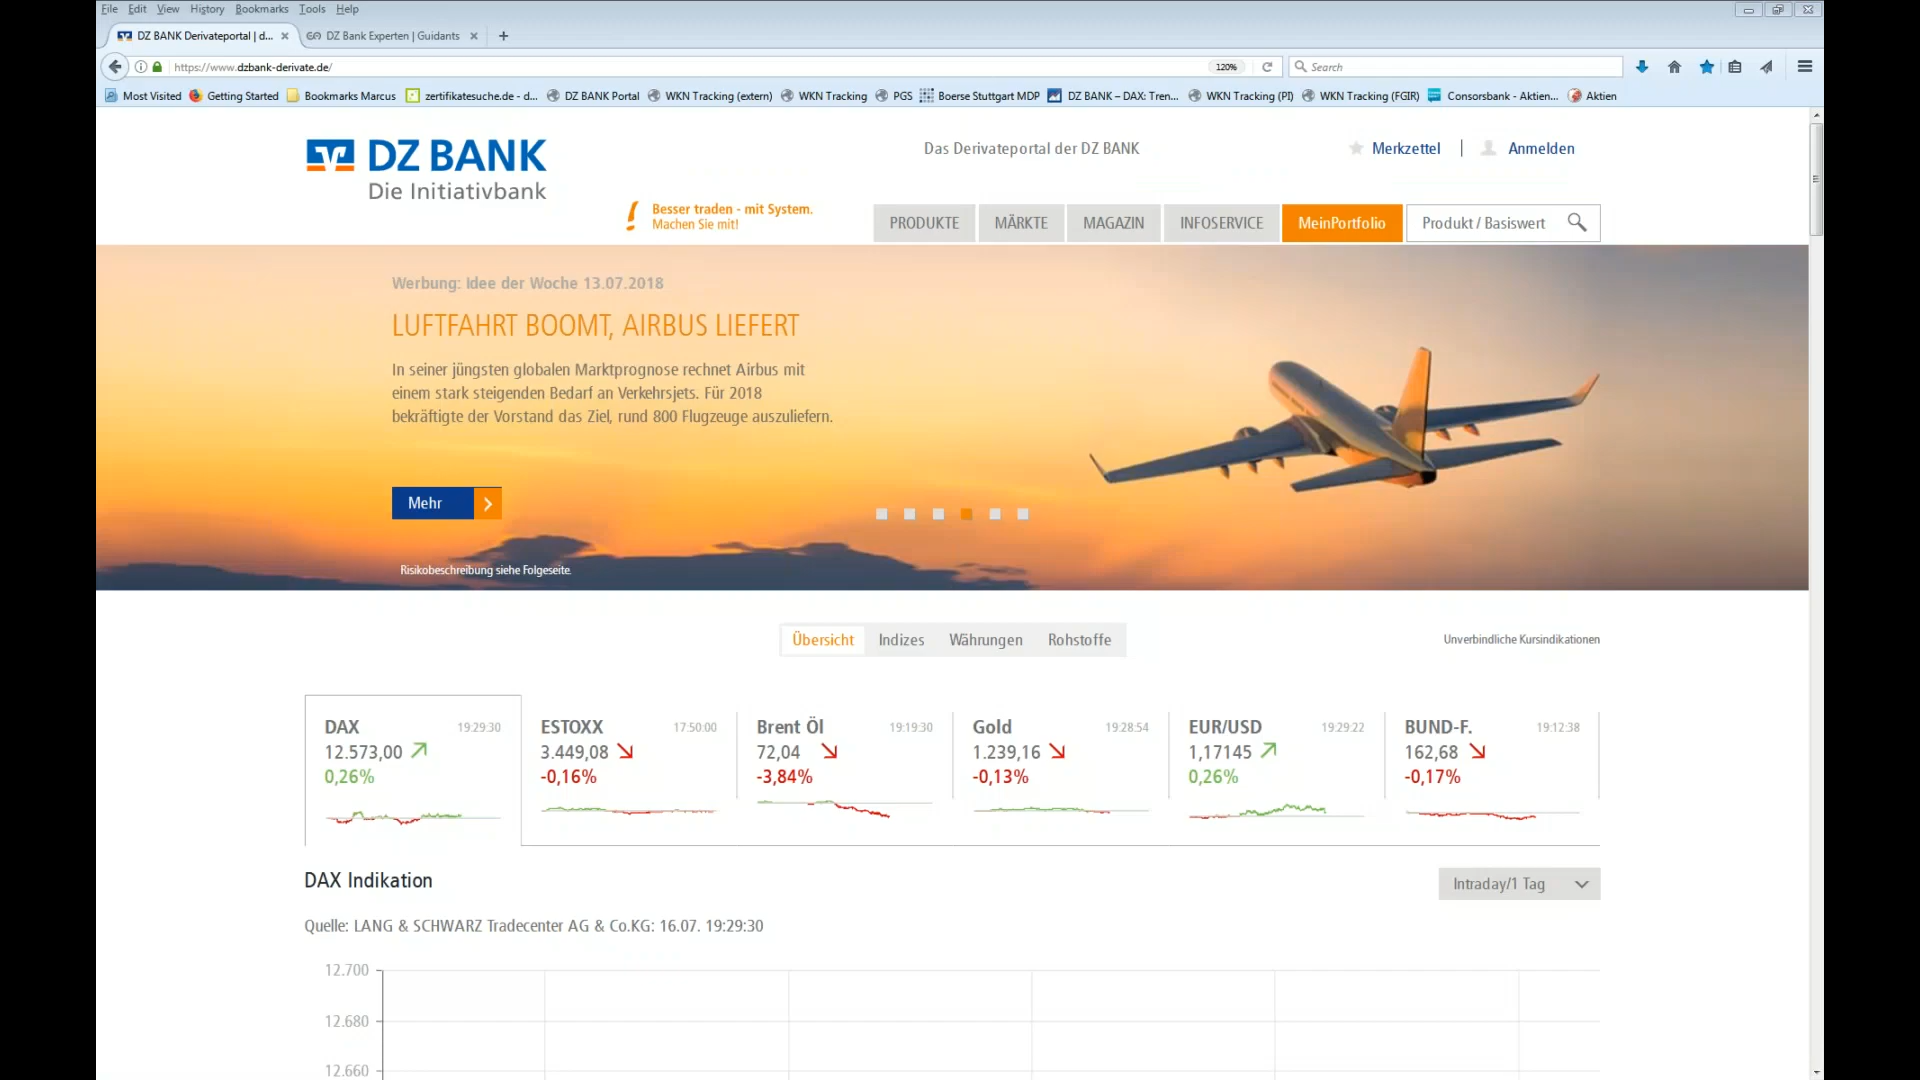 File Edit View History Bookmarks Tools Help
DZ BANK Derivateportal | d... DZ Bank Experten | Guidants
https://www.dzbank-derivate.de/ 120% Search
Most Visited Getting Started Bookmarks Marcus zertifikatesuche.de - d... DZ BANK Portal WKN Tracking (extern) WKN Tracking PGS Boerse Stuttgart MDP DZ BANK – DAX: Tren... WKN Tracking (PI) WKN Tracking (FGIR) Consorsbank - Aktien... Aktien
DZ BANK
Die Initiativbank
Das Derivateportal der DZ BANK
Merkzettel | Anmelden
Besser traden - mit System.
Machen Sie mit!
PRODUKTE MÄRKTE MAGAZIN INFOSERVICE MeinPortfolio Produkt / Basiswert
Werbung: Idee der Woche 13.07.2018
LUFTFAHRT BOOMT, AIRBUS LIEFERT
In seiner jüngsten globalen Marktprognose rechnet Airbus mit
einem stark steigenden Bedarf an Verkehrsjets. Für 2018
bekräftigte der Vorstand das Ziel, rund 800 Flugzeuge auszuliefern.
Mehr
Risikobeschreibung siehe Folgeseite.
Übersicht Indizes Währungen Rohstoffe
Unverbindliche Kursindikationen
DAX 19:29:30
12.573,00
0,26%
ESTOXX 17:50:00
3.449,08
-0,16%
Brent Öl 19:19:30
72,04
-3,84%
Gold 19:28:54
1.239,16
-0,13%
EUR/USD 19:29:22
1,17145
0,26%
BUND-F. 19:12:38
162,68
-0,17%
DAX Indikation
Intraday/1 Tag
Quelle: LANG & SCHWARZ Tradecenter AG & Co.KG: 16.07. 19:29:30
12.700
12.680
12.660